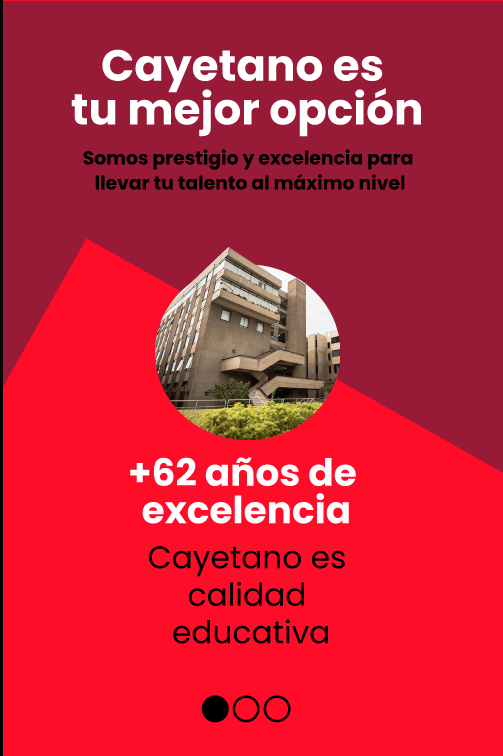 Cayetano es
tu mejor opción
Somos prestigio y excelencia para
llevar tu talento al máximo nivel
+62 años de
excelencia
Cayetano es
calidad
educativa